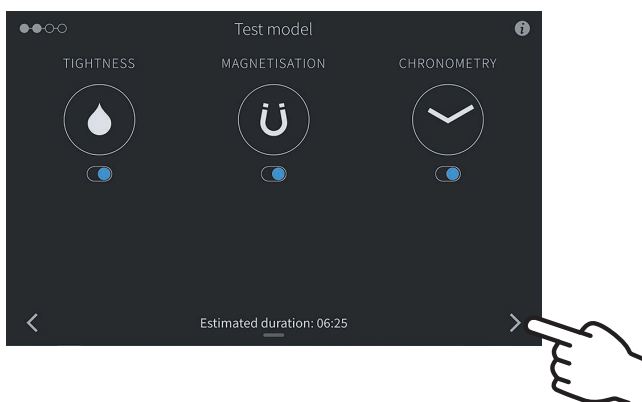 Test model
TIGHTNESS
MAGNETISATION
CHRONOMETRY
Estimated duration: 06:25